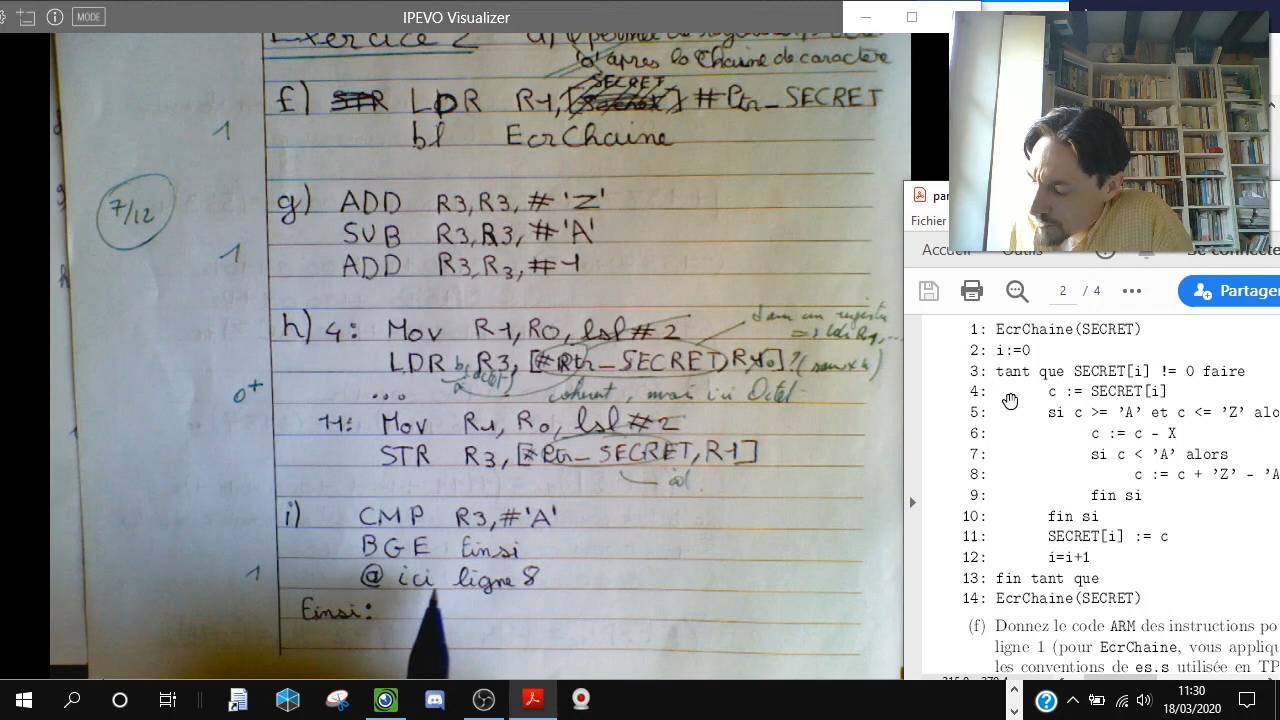 IPEVO Visualizer
MODE
Exercice 2
'o' après la Chaine de caractère
f) LDR R1, #Ptr_SECRET
SECRET
bl EcrChaine
1
7/12
g) ADD R3,R3, # 'Z'
SUB R3,R3, #'A'
ADD R3,R3, #1
1
h) 4: Mov R1, R0, lsl #2
LDR R3, [#Ptr_SECRET, R1]
...
cohérent, mais ici Octet
0+
11: Mov R1, R0, lsl #2
STR R3, [#Ptr_SECRET, R1]
i) CMP R3, #'A'
BGE Finsi
@ ici ligne 8
1
Finsi:
par
Fichier
Accueil Outils Se connecte
2 / 4
Partager
1: EcrChaine(SECRET)
2: i:=0
3: tant que SECRET[i] != 0 faire
4: c := SECRET[i]
5: si c >= 'A' et c <= 'Z' alo
6: c := c - X
7: si c < 'A' alors
8: c := c + 'Z' - 'A
9: fin si
10: fin si
11: SECRET[i] := c
12: i=i+1
13: fin tant que
14: EcrChaine(SECRET)
(f) Donnez le code ARM des instructions po
ligne 1 (pour EcrChaine, vous appliqu
les conventions de es.s utilisée en TP
11:30
18/03/2020